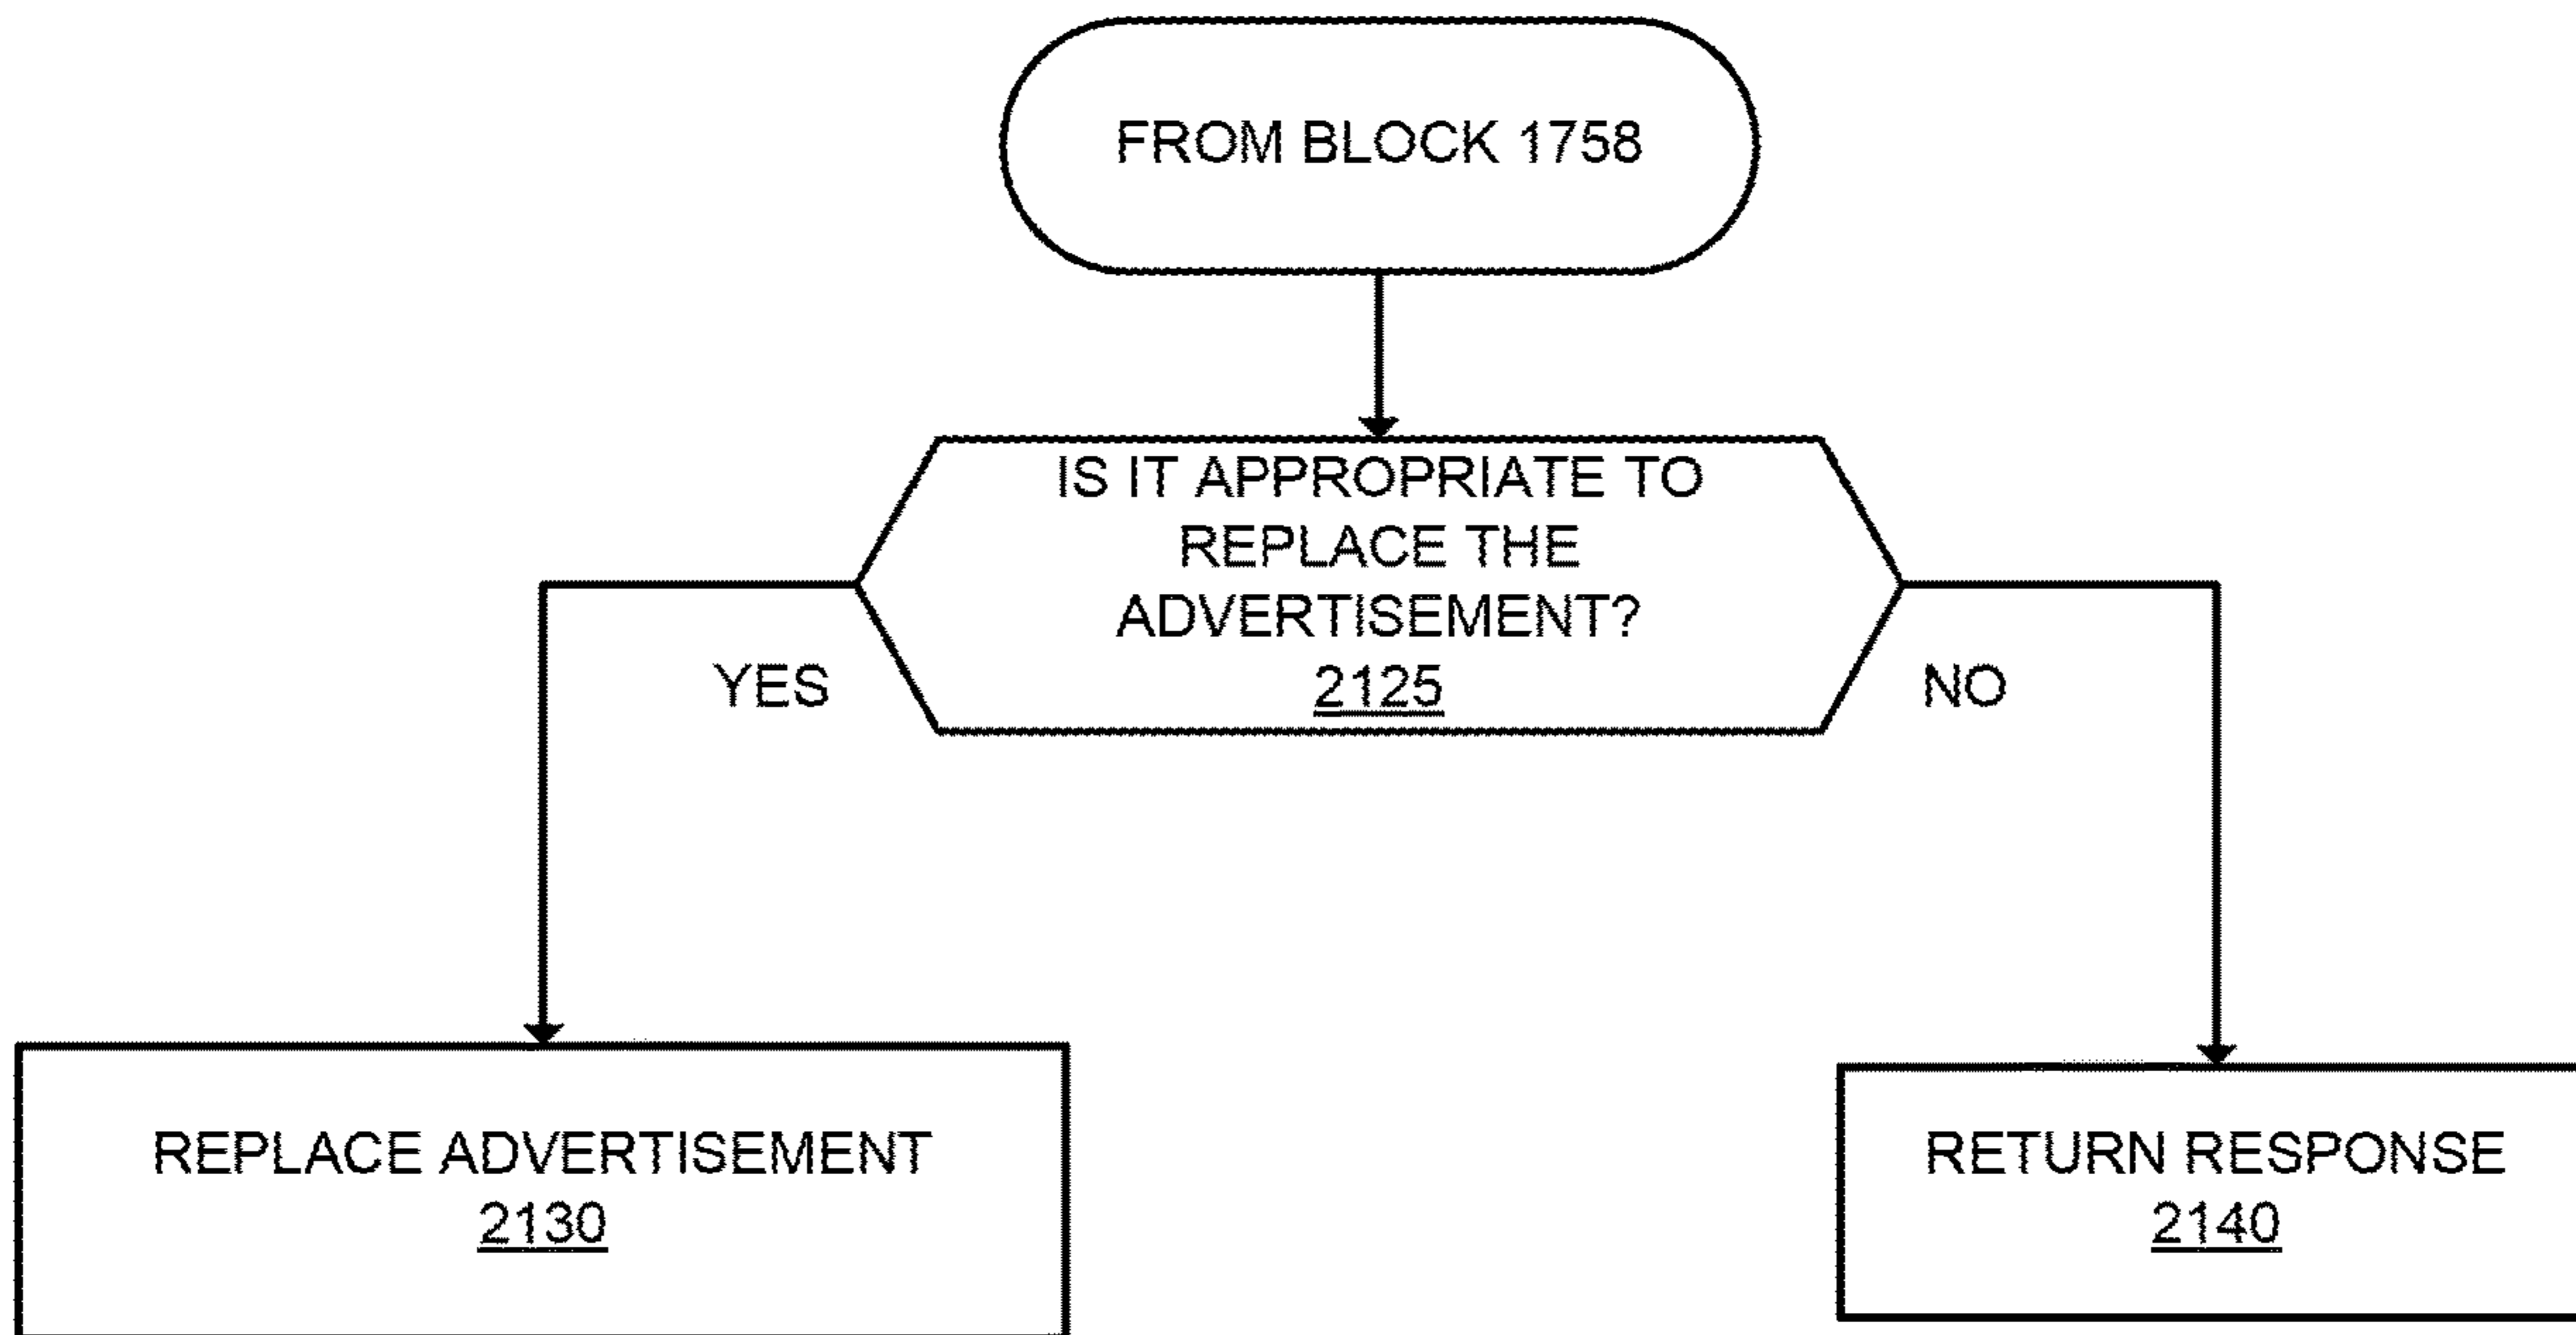 FROM BLOCK 1758
IS IT APPROPRIATE TO
REPLACE THE
ADVERTISEMENT?
2125
YES
NO
REPLACE ADVERTISEMENT
2130
RETURN RESPONSE
2140